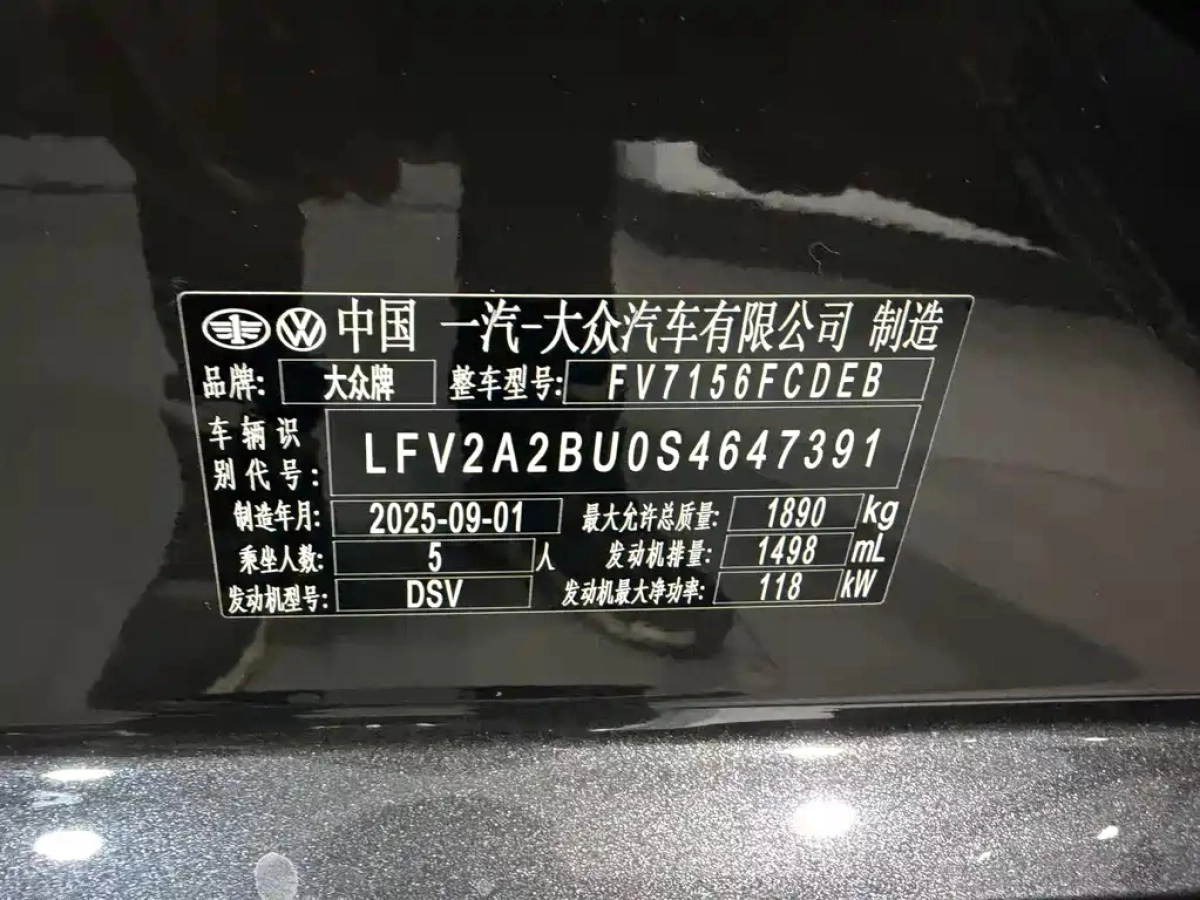 中国 一汽-大众汽车有限公司 制造
品牌: 大众牌 整车型号: FV7156FCDEB
车辆识别代号: LFV2A2BU0S4647391
制造年月: 2025-09-01 最大允许总质量: 1890 kg
乘坐人数: 5 人 发动机排量: 1498 mL
发动机型号: DSV 发动机最大净功率: 118 kW